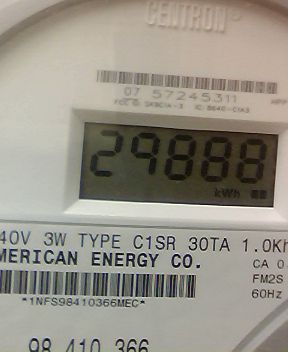 CENTRON
07 57245311
29888
kWh
40V 3W TYPE C1SR 30TA 1.0Kh
MERICAN ENERGY CO.
CA 0.
FM2S
60Hz
*1NFS98410366MEC*
98 410 366